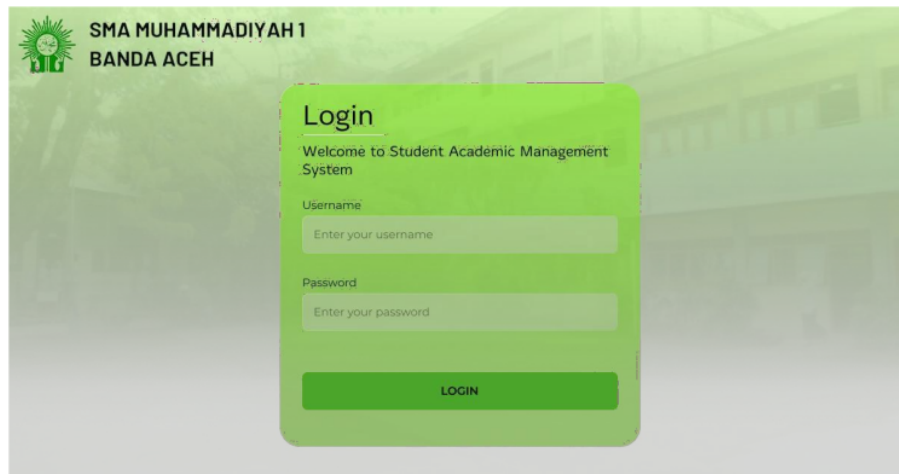 SMA MUHAMMADIYAH 1
BANDA ACEH
Login
Welcome to Student Academic Management
System
Username
Enter your username
Password
Enter your password
LOGIN